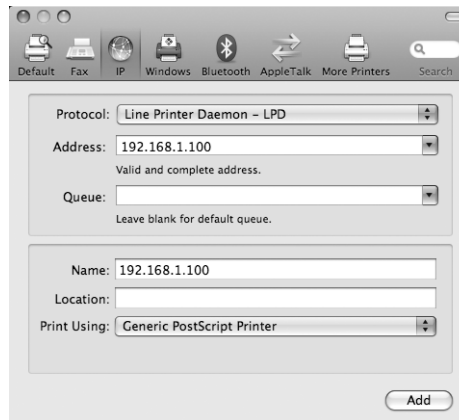 Default Fax IP Windows Bluetooth AppleTalk More Printers Search
Protocol: Line Printer Daemon – LPD
Address: 192.168.1.100
Valid and complete address.
Queue:
Leave blank for default queue.
Name: 192.168.1.100
Location:
Print Using: Generic PostScript Printer
Add